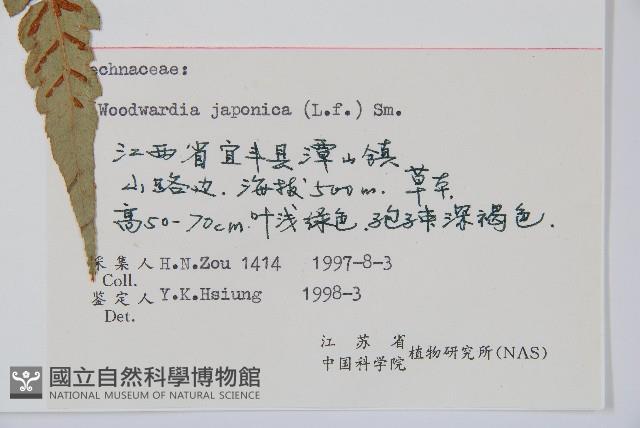 echnaceae:
Woodwardia japonica (L.f.) Sm.
江西省宜丰县潭山镇
小路边. 海拔500m. 草本.
高50-70cm. 叶浅绿色. 孢子束深褐色.
采集人 H.N.Zou 1414 1997-8-3
Coll.
鉴定人 Y.K.Hsiung 1998-3
Det.
江苏省
中国科学院 植物研究所(NAS)
國立自然科學博物館
NATIONAL MUSEUM OF NATURAL SCIENCE